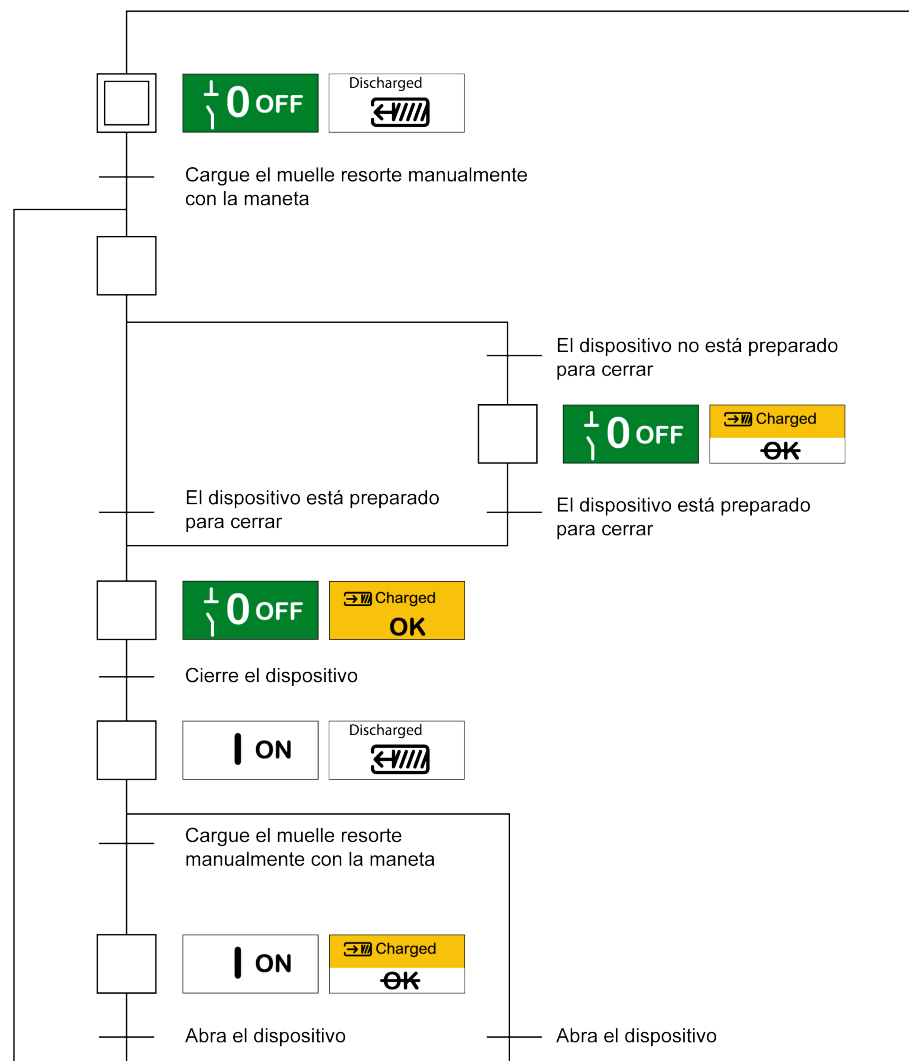 0 OFF
Discharged
Cargue el muelle resorte manualmente
con la maneta
El dispositivo no está preparado
para cerrar
0 OFF
Charged
OK
El dispositivo está preparado
para cerrar
El dispositivo está preparado
para cerrar
0 OFF
Charged
OK
Cierre el dispositivo
I ON
Discharged
Cargue el muelle resorte
manualmente con la maneta
I ON
Charged
OK
Abra el dispositivo
Abra el dispositivo